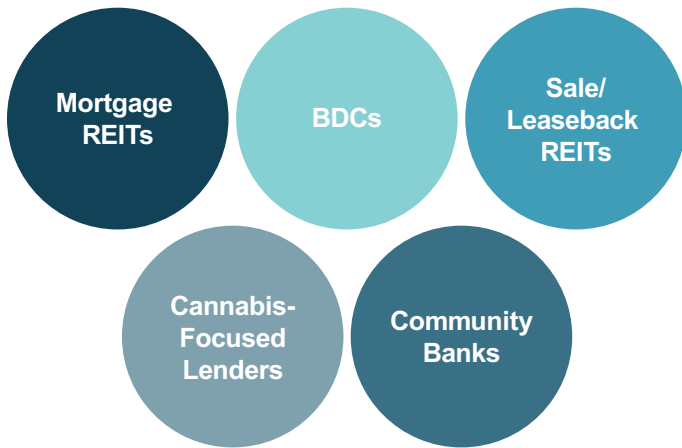 Mortgage
REITs
BDCs
Sale/
Leaseback
REITs
Cannabis-
Focused
Lenders
Community
Banks